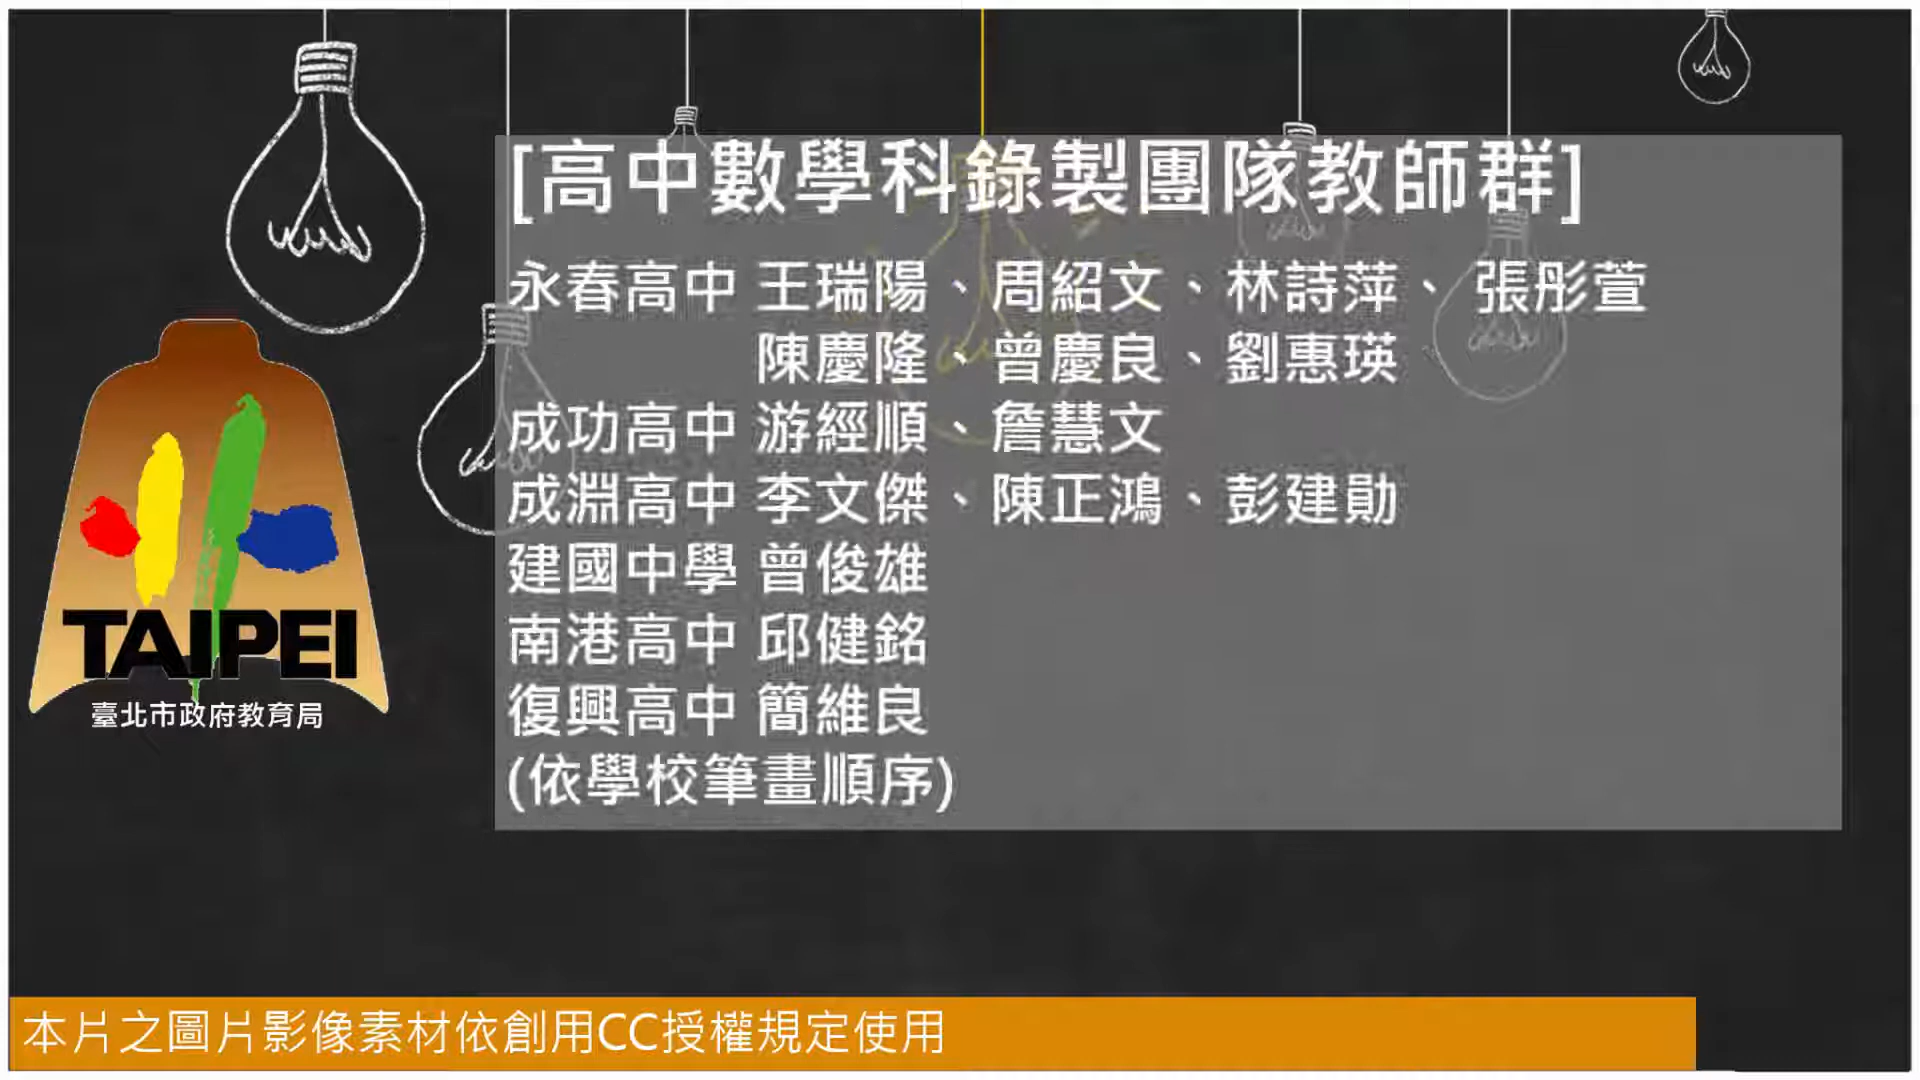 [高中數學科錄製團隊教師群]
永春高中 王瑞陽、周紹文、林詩萍、 張彤萱
陳慶隆、曾慶良、劉惠瑛
成功高中 游經順、詹慧文
成淵高中 李文傑、陳正鴻、彭建勛
建國中學 曾俊雄
南港高中 邱健銘
復興高中 簡維良
(依學校筆畫順序)
TAIPEI
臺北市政府教育局
本片之圖片影像素材依創用CC授權規定使用